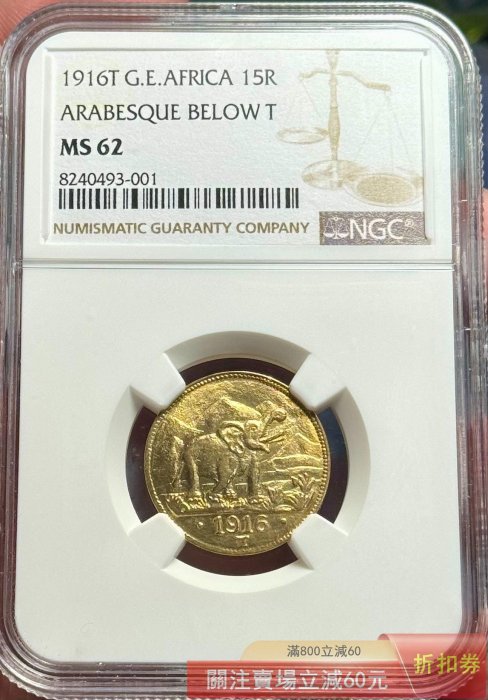 1916T G.E.AFRICA 15R
ARABESQUE BELOW T
MS 62
8240493-001
NUMISMATIC GUARANTY COMPANY
NGC®
1916
T
滿800立減60
關注賣場立減60元
折扣券